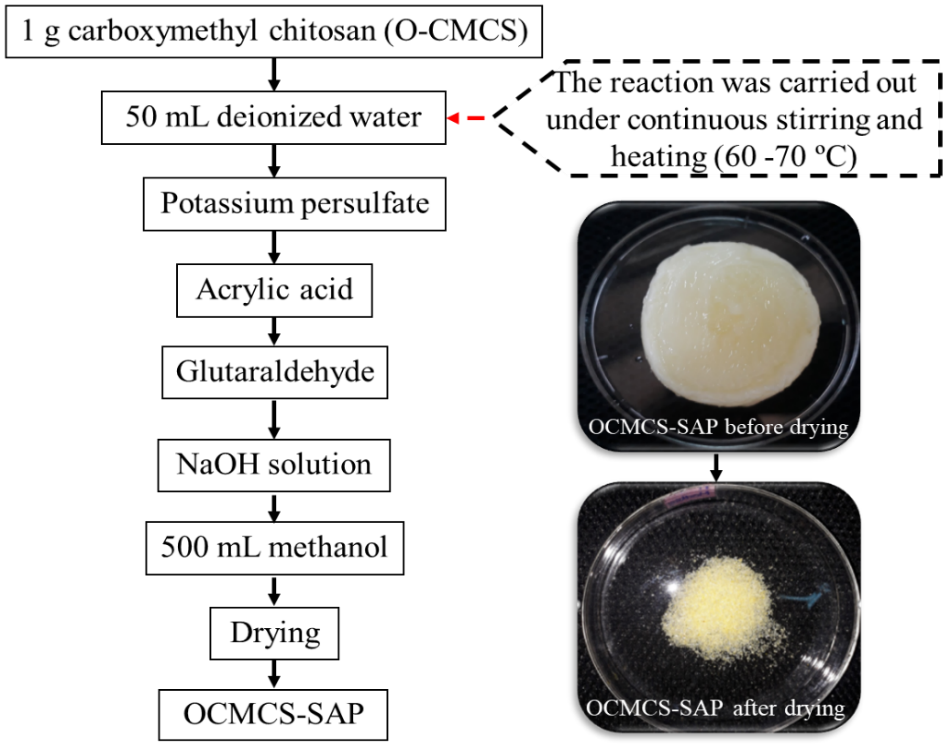 1 g carboxymethyl chitosan (O-CMCS)
50 mL deionized water
The reaction was carried out
under continuous stirring and
heating (60 -70 ºC)
Potassium persulfate
Acrylic acid
Glutaraldehyde
NaOH solution
500 mL methanol
Drying
OCMCS-SAP
OCMCS-SAP before drying
OCMCS-SAP after drying